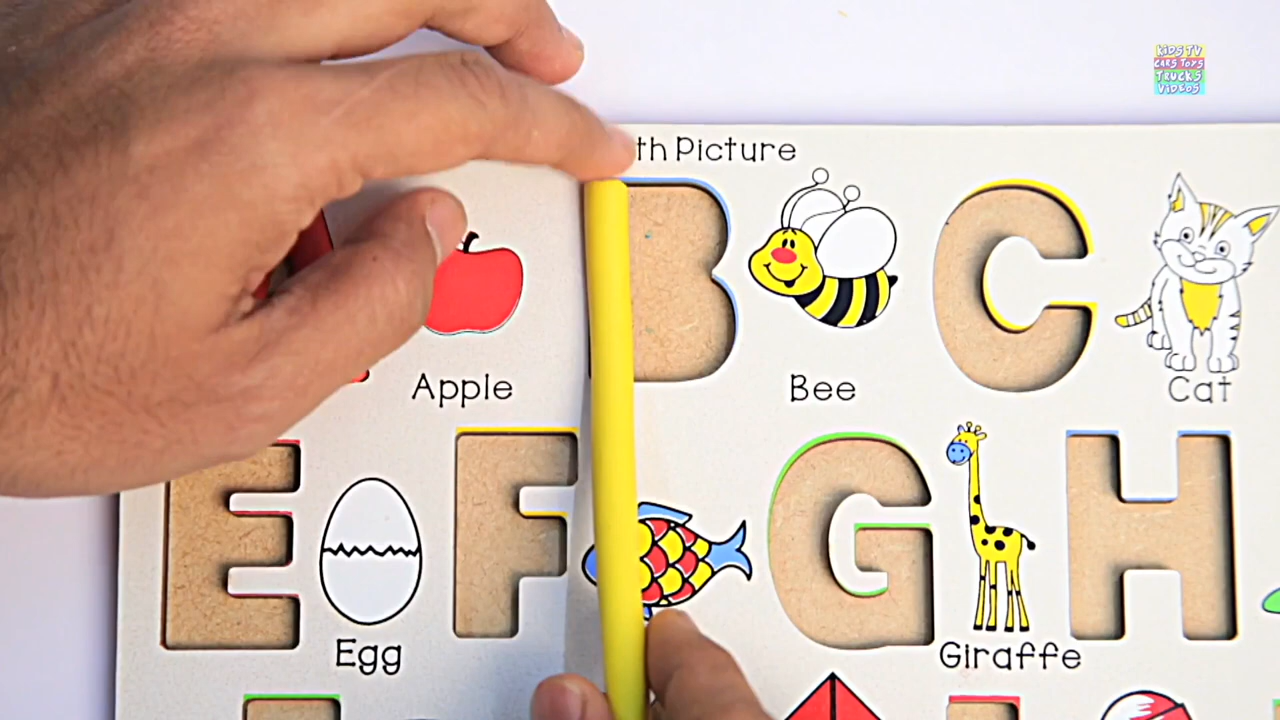 KiDS TV
CARS TOYS
TRUCKS
ViDEOS
th Picture
B
C
Apple
Bee
Cat
E
F
G
H
Egg
Giraffe